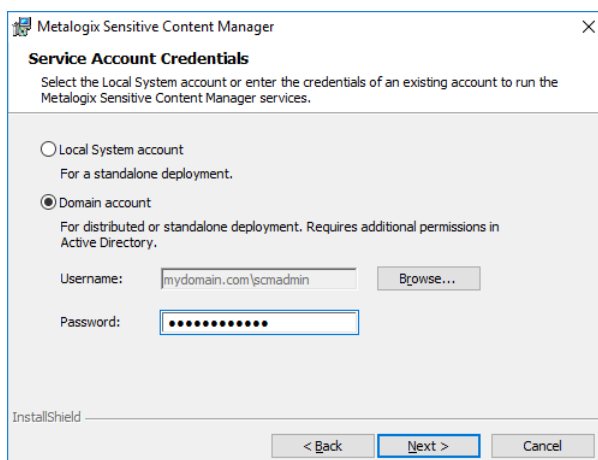 Metalogix Sensitive Content Manager
Service Account Credentials
Select the Local System account or enter the credentials of an existing account to run the
Metalogix Sensitive Content Manager services.
Local System account
For a standalone deployment.
Domain account
For distributed or standalone deployment. Requires additional permissions in
Active Directory.
Username: mydomain.com\scmadmin Browse...
Password: ●●●●●●●●●●●●
InstallShield
< Back Next > Cancel